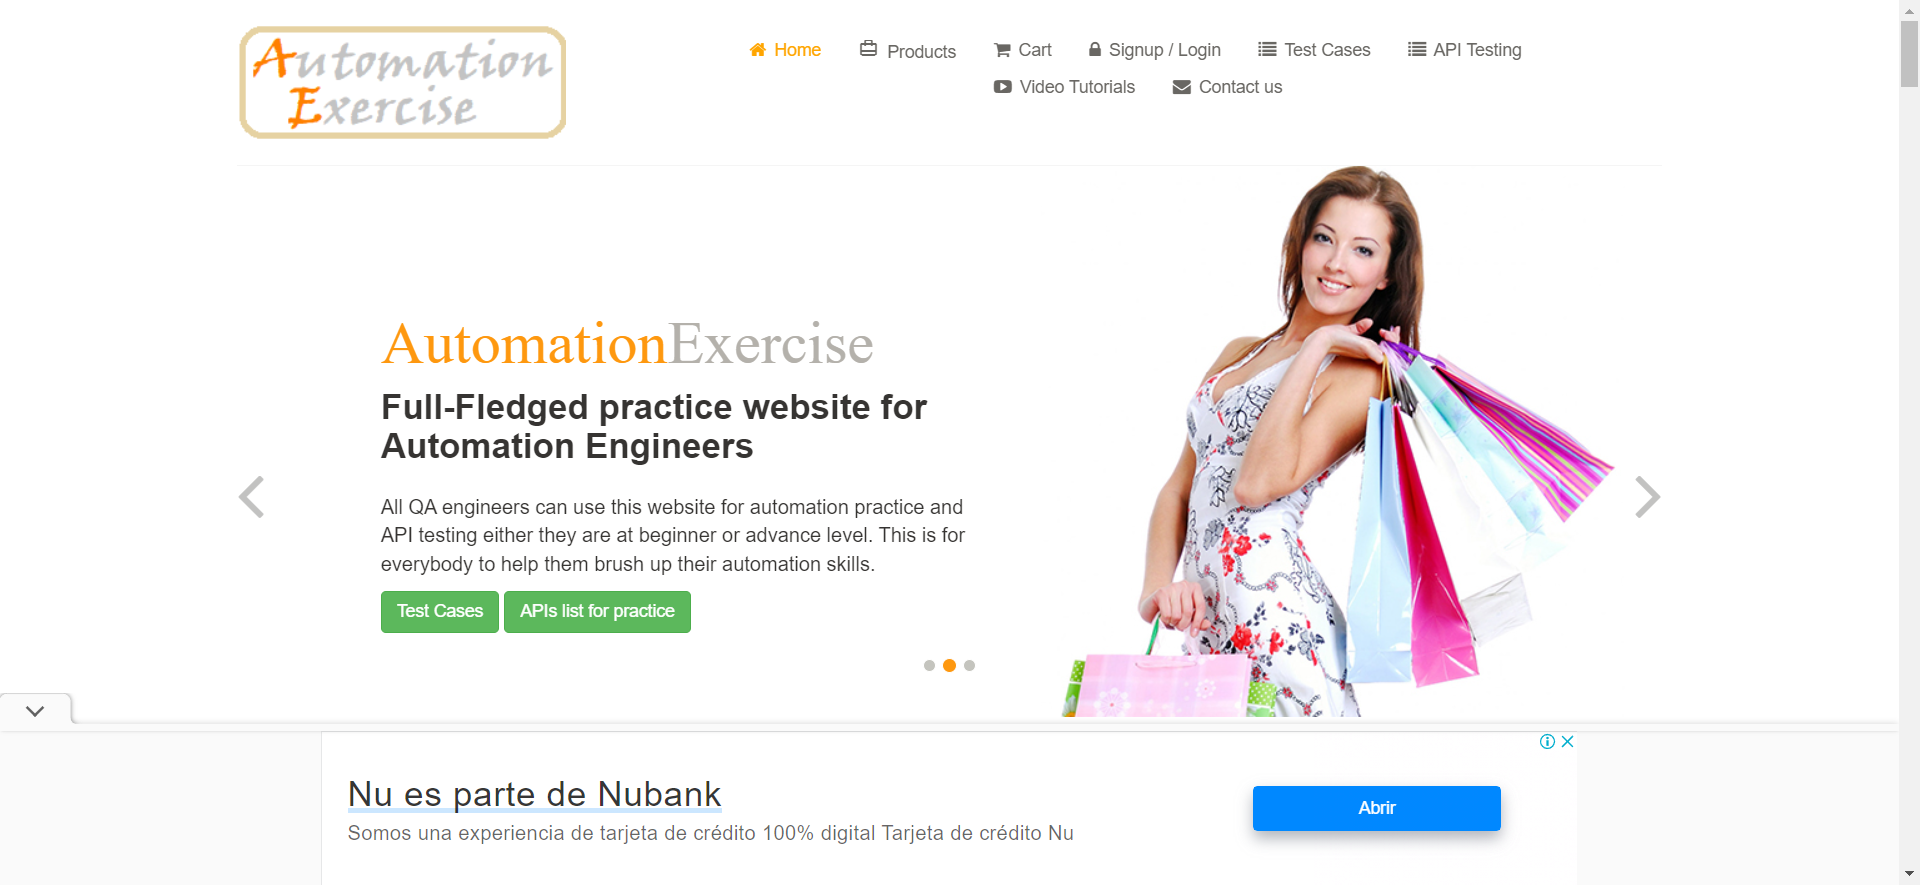 Automation
Exercise
Home
Products
Cart
Signup / Login
Test Cases
API Testing
Video Tutorials
Contact us
AutomationExercise
Full-Fledged practice website for
Automation Engineers
All QA engineers can use this website for automation practice and
API testing either they are at beginner or advance level. This is for
everybody to help them brush up their automation skills.
Test Cases
APIs list for practice
Nu es parte de Nubank
Somos una experiencia de tarjeta de crédito 100% digital Tarjeta de crédito Nu
Abrir